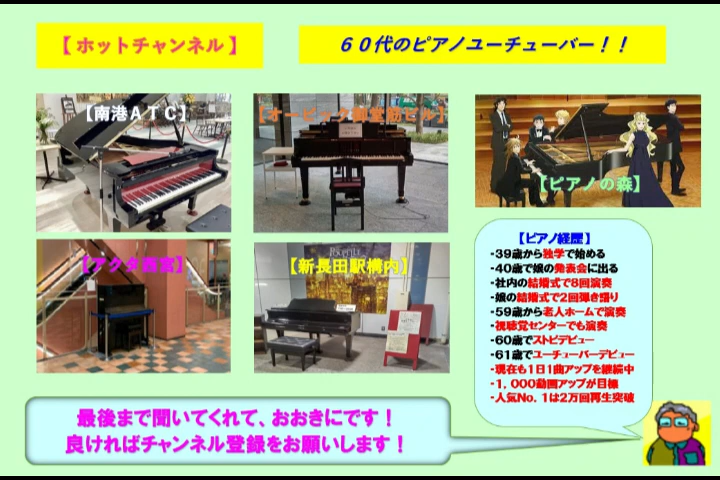 【ホットチャンネル】
６０代のピアノユーチューバー！！
【南港ＡＴＣ】
【オービック御堂筋ビル】
【ピアノの森】
【アクタ西宮】
【新長田駅構内】
【ピアノ経歴】
・39歳から独学で始める
・40歳で娘の発表会に出る
・社内の結婚式で8回演奏
・娘の結婚式で2回弾き語り
・59歳から老人ホームで演奏
・視聴覚センターでも演奏
・60歳でストピデビュー
・61歳でユーチューバーデビュー
・現在も1日1曲アップを継続中
・1，000動画アップが目標
・人気No．1は2万回再生突破
最後まで聞いてくれて、おおきにです！
良ければチャンネル登録をお願いします！